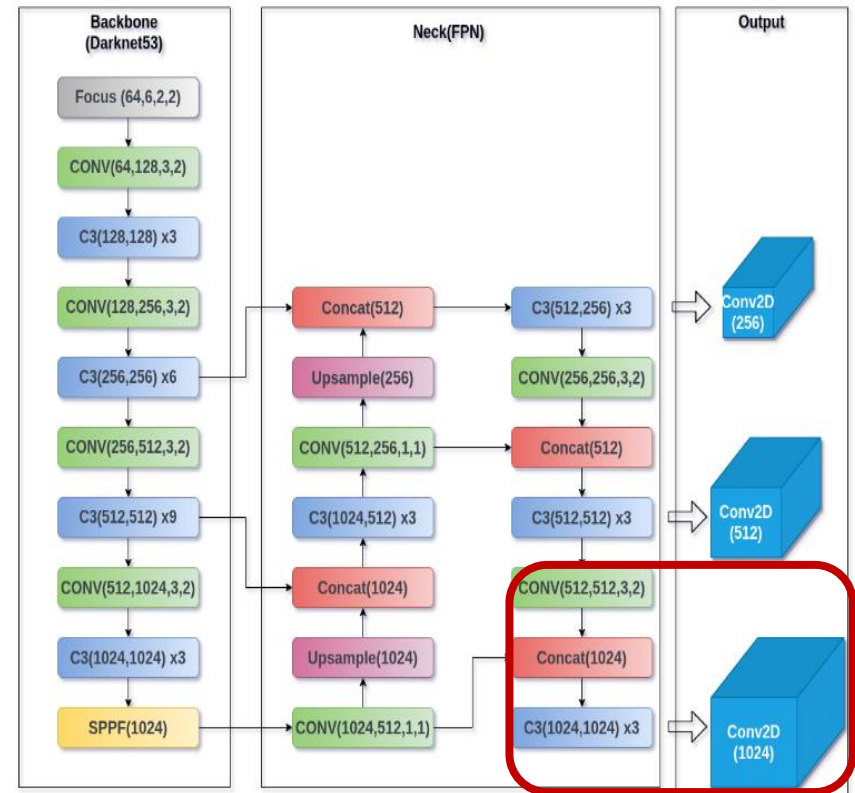 Backbone
(Darknet53)
Focus (64,6,2,2)
CONV(64,128,3,2)
C3(128,128) x3
CONV(128,256,3,2)
C3(256,256) x6
CONV(256,512,3,2)
C3(512,512) x9
CONV(512,1024,3,2)
C3(1024,1024) x3
SPPF(1024)
Neck(FPN)
Concat(512)
Upsample(256)
CONV(512,256,1,1)
C3(1024,512) x3
Concat(1024)
Upsample(1024)
CONV(1024,512,1,1)
C3(512,256) x3
CONV(256,256,3,2)
Concat(512)
C3(512,512) x3
CONV(512,512,3,2)
Concat(1024)
C3(1024,1024) x3
Output
Conv2D
(256)
Conv2D
(512)
Conv2D
(1024)